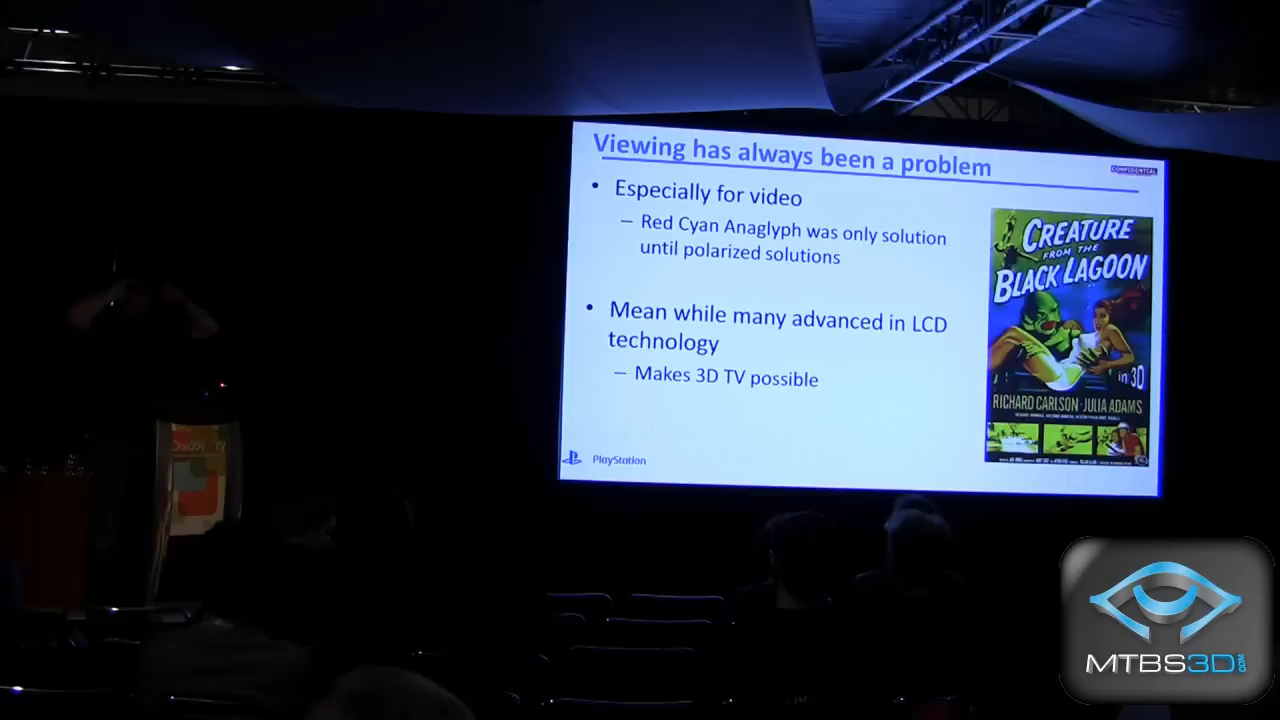 Viewing has always been a problem
CONFIDENTIAL
• Especially for video
– Red Cyan Anaglyph was only solution
until polarized solutions
• Mean while many advanced in LCD
technology
– Makes 3D TV possible
PlayStation
CREATURE
FROM THE
BLACK LAGOON
in 3D
RICHARD CARLSON · JULIA ADAMS
MTBS3D.COM